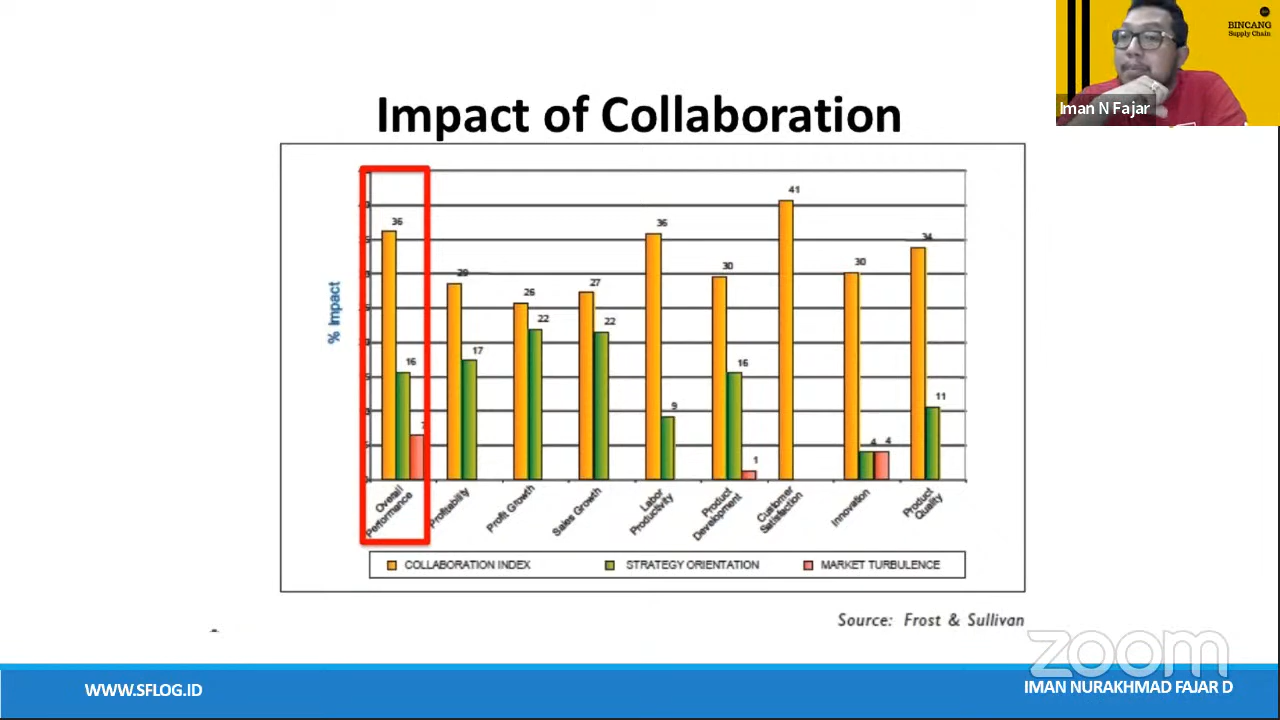 BINCANG
Supply Chain
Iman N Fajar
Impact of Collaboration
% Impact
36
16
7
29
17
26
22
27
22
36
9
30
16
1
41
30
4
4
34
11
Overall
Performance
Profitability
Profit Growth
Sales Growth
Labor
Productivity
Product
Development
Customer
Satisfaction
Innovation
Product
Quality
COLLABORATION INDEX
STRATEGY ORIENTATION
MARKET TURBULENCE
Source: Frost & Sullivan
zoom
WWW.SFLOG.ID
IMAN NURAKHMAD FAJAR D